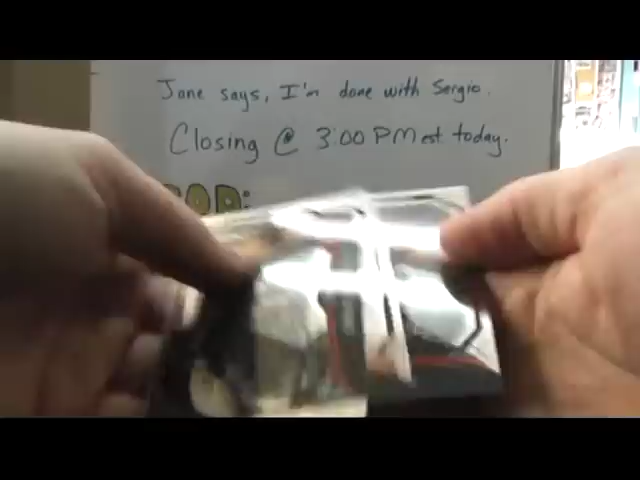 Jane says, I'm done with Sergio.
Closing @ 3:00 PM est today.